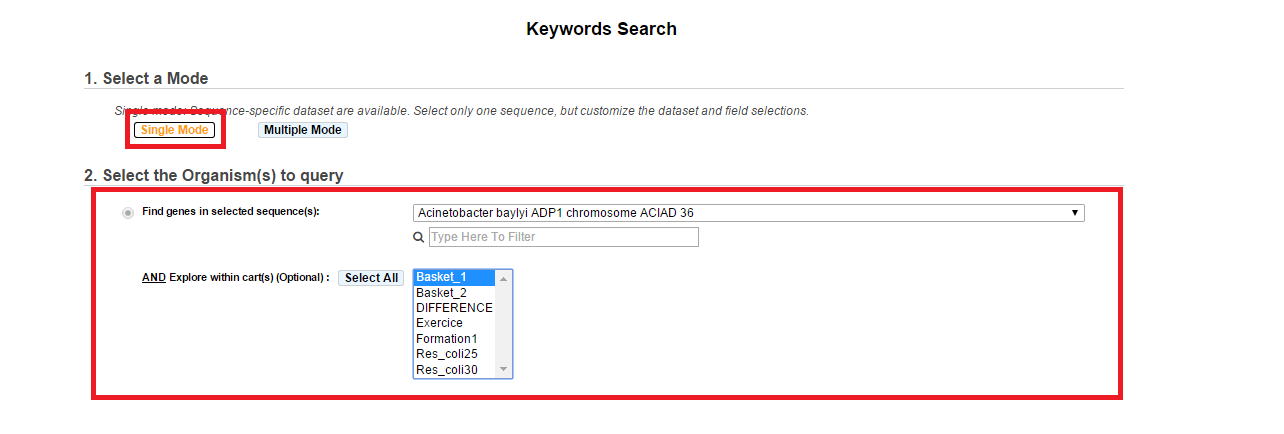 Keywords Search
1. Select a Mode
Single mode: Sequence-specific dataset are available. Select only one sequence, but customize the dataset and field selections.
Single Mode Multiple Mode
2. Select the Organism(s) to query
Find genes in selected sequence(s): Acinetobacter baylyi ADP1 chromosome ACIAD 36
Type Here To Filter
AND Explore within cart(s) (Optional) : Select All Basket_1
Basket_2
DIFFERENCE
Exercice
Formation1
Res_coli25
Res_coli30